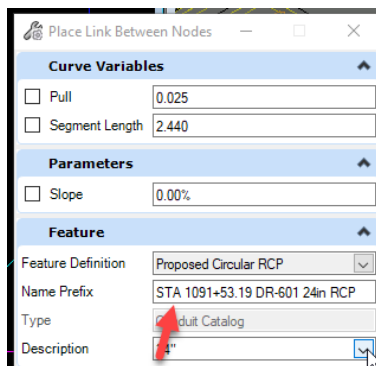 Place Link Between Nodes
Curve Variables
Pull 0.025
Segment Length 2.440
Parameters
Slope 0.00%
Feature
Feature Definition Proposed Circular RCP
Name Prefix STA 1091+53.19 DR-601 24in RCP
Type Catalog
Description